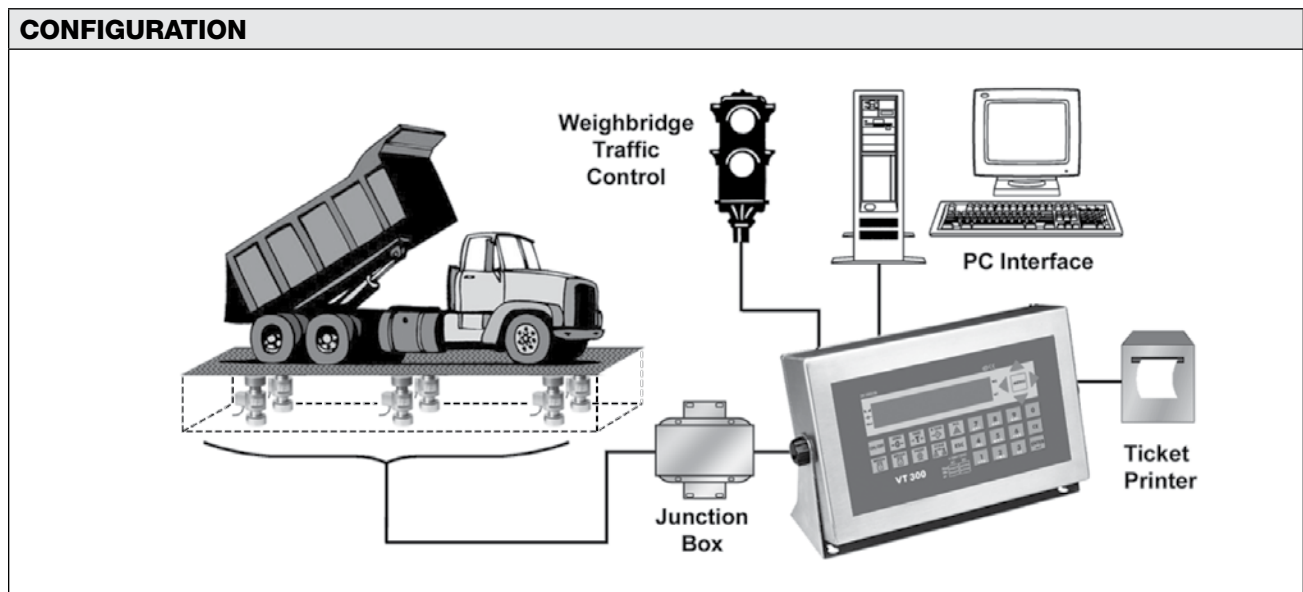 CONFIGURATION
Weighbridge
Traffic
Control
PC Interface
Junction
Box
VT 300
Ticket
Printer